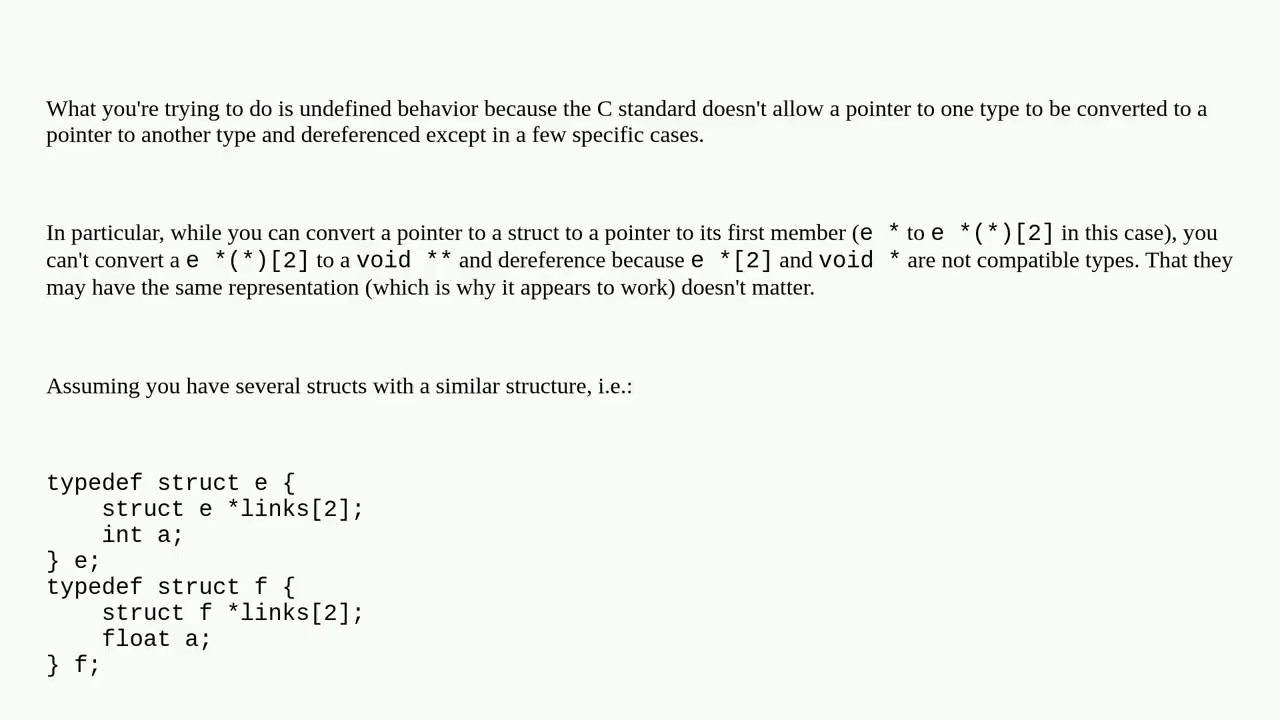 What you're trying to do is undefined behavior because the C standard doesn't allow a pointer to one type to be converted to a
pointer to another type and dereferenced except in a few specific cases.
In particular, while you can convert a pointer to a struct to a pointer to its first member (e * to e *(*)[2] in this case), you
can't convert a e *(*)[2] to a void ** and dereference because e *[2] and void * are not compatible types. That they
may have the same representation (which is why it appears to work) doesn't matter.
Assuming you have several structs with a similar structure, i.e.:
typedef struct e {
    struct e *links[2];
    int a;
} e;
typedef struct f {
    struct f *links[2];
    float a;
} f;